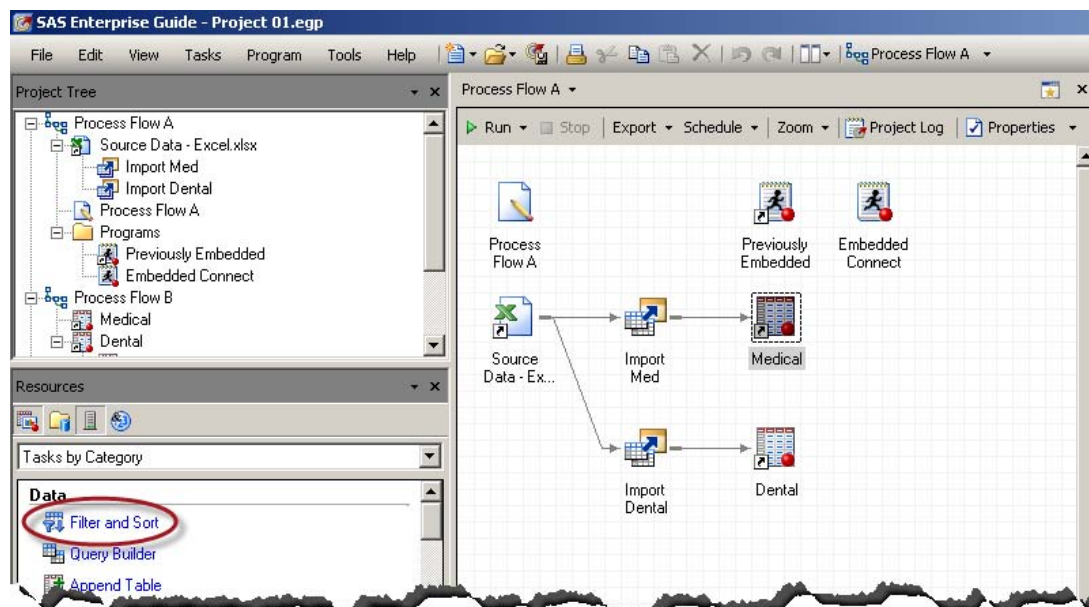 SAS Enterprise Guide - Project 01.egp
File Edit View Tasks Program Tools Help Process Flow A
Project Tree
Process Flow A
Source Data - Excel.xlsx
Import Med
Import Dental
Process Flow A
Programs
Previously Embedded
Embedded Connect
Process Flow B
Medical
Dental
Resources
Tasks by Category
Data
Filter and Sort
Query Builder
Append Table
Process Flow A
Run Stop Export Schedule Zoom Project Log Properties
Process
Flow A
Previously
Embedded
Embedded
Connect
Source
Data - Ex...
Import
Med
Medical
Import
Dental
Dental